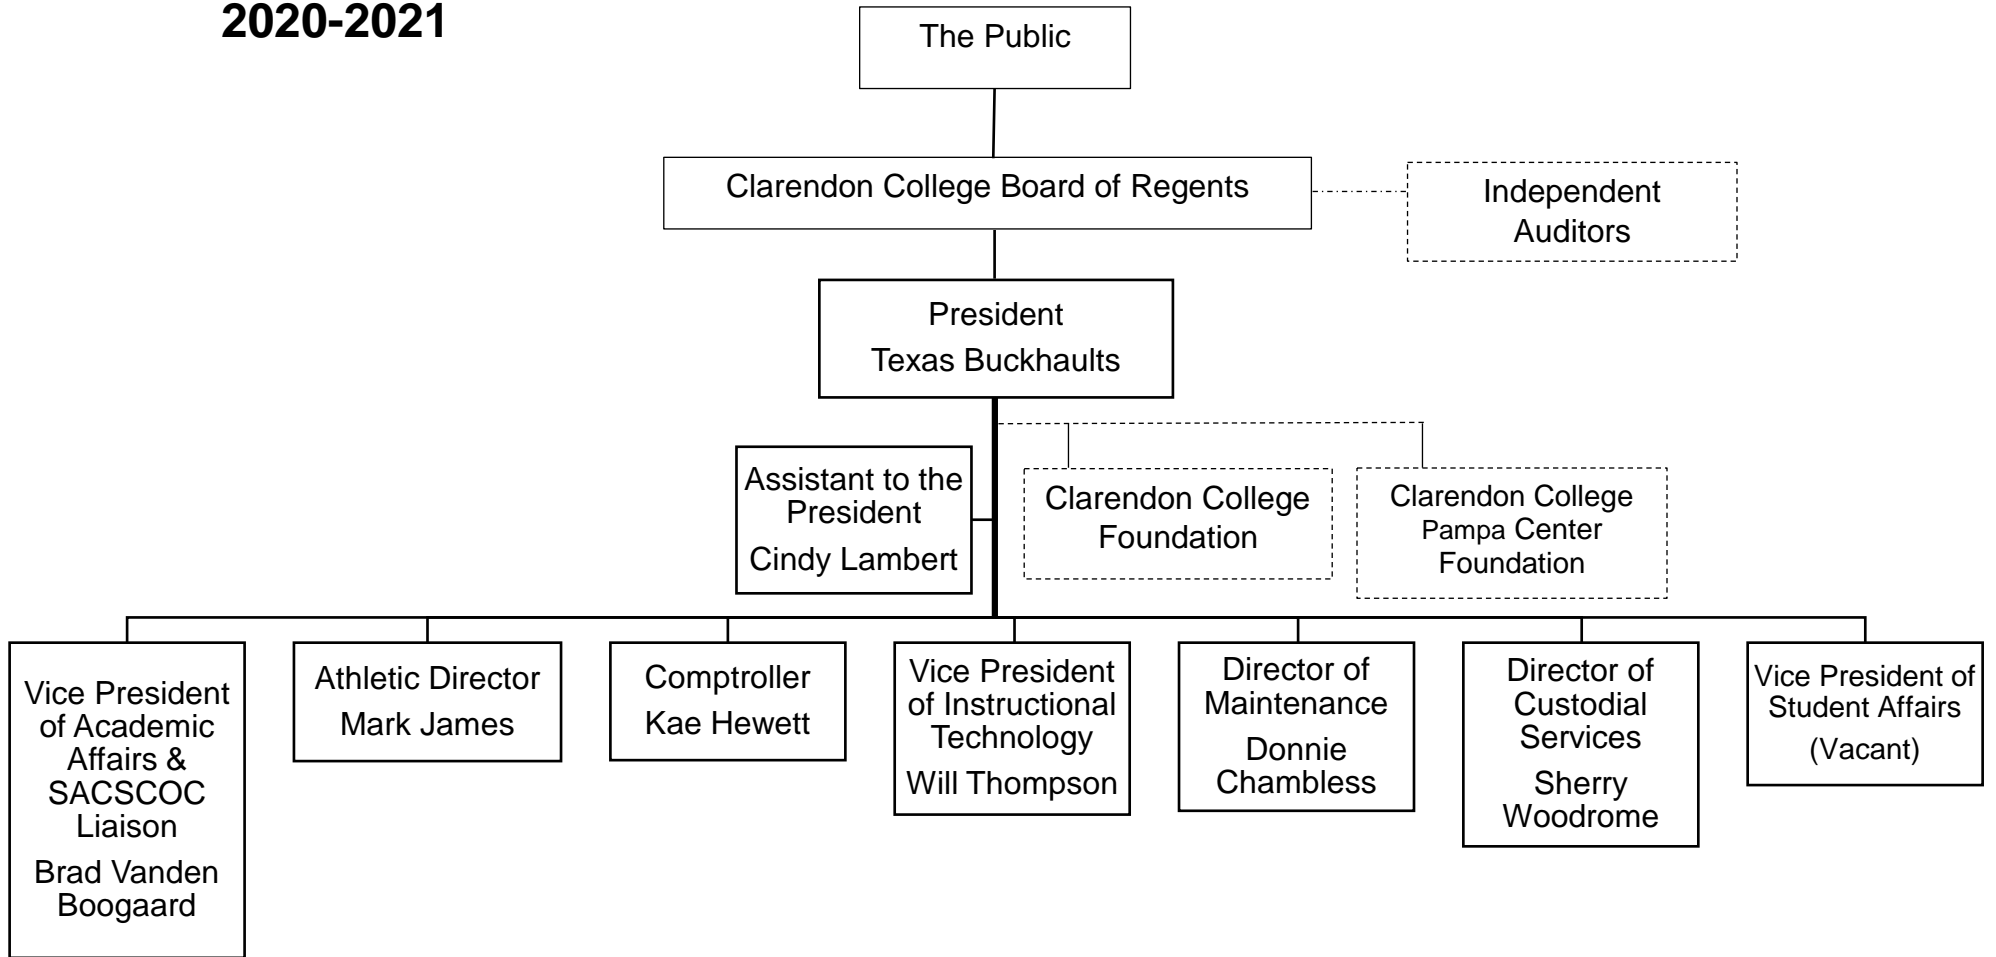 2020-2021
The Public
Clarendon College Board of Regents
Independent
Auditors
President
Texas Buckhaults
Assistant to the
President
Cindy Lambert
Clarendon College
Foundation
Clarendon College
Pampa Center
Foundation
Vice President
of Academic
Affairs &
SACSCOC
Liaison
Brad Vanden
Boogaard
Athletic Director
Mark James
Comptroller
Kae Hewett
Vice President
of Instructional
Technology
Will Thompson
Director of
Maintenance
Donnie
Chambless
Director of
Custodial
Services
Sherry
Woodrome
Vice President of
Student Affairs
(Vacant)